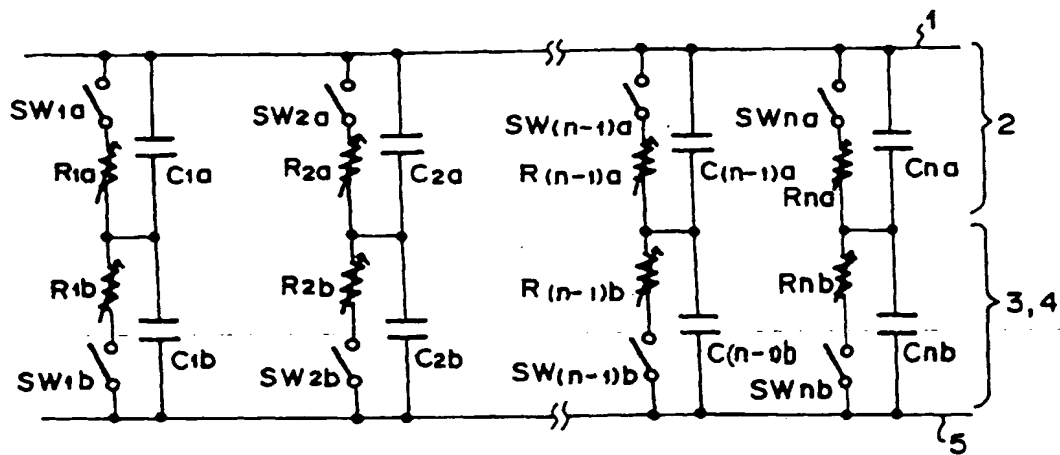 1
SW1a
SW2a
SW(n-1)a
SWna
2
R1a
C1a
R2a
C2a
R(n-1)a
C(n-1)a
Rna
Cna
R1b
R2b
R(n-1)b
Rnb
3,4
C1b
C2b
C(n-1)b
Cnb
SW1b
SW2b
SW(n-1)b
SWnb
5